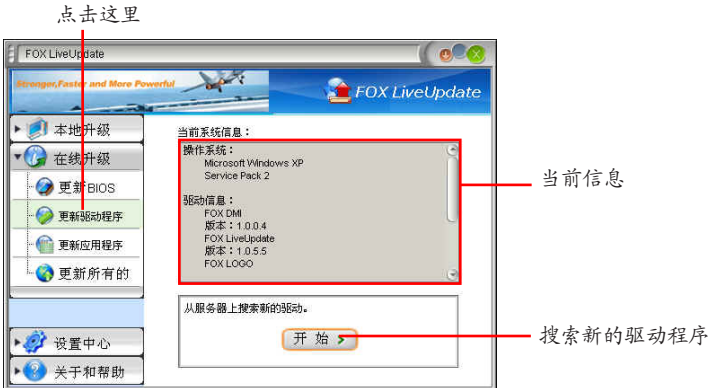 点击这里
FOX LiveUpdate
Stronger,Faster and More Powerful
FOX LiveUpdate
本地升级
在线升级
更新BIOS
更新驱动程序
更新应用程序
更新所有的
设置中心
关于和帮助
当前系统信息：
操作系统：
Microsoft Windows XP
Service Pack 2
驱动信息：
FOX DMI
版本：1.0.0.4
FOX LiveUpdate
版本：1.0.5.5
FOX LOGO
当前信息
从服务器上搜索新的驱动。
开 始
搜索新的驱动程序